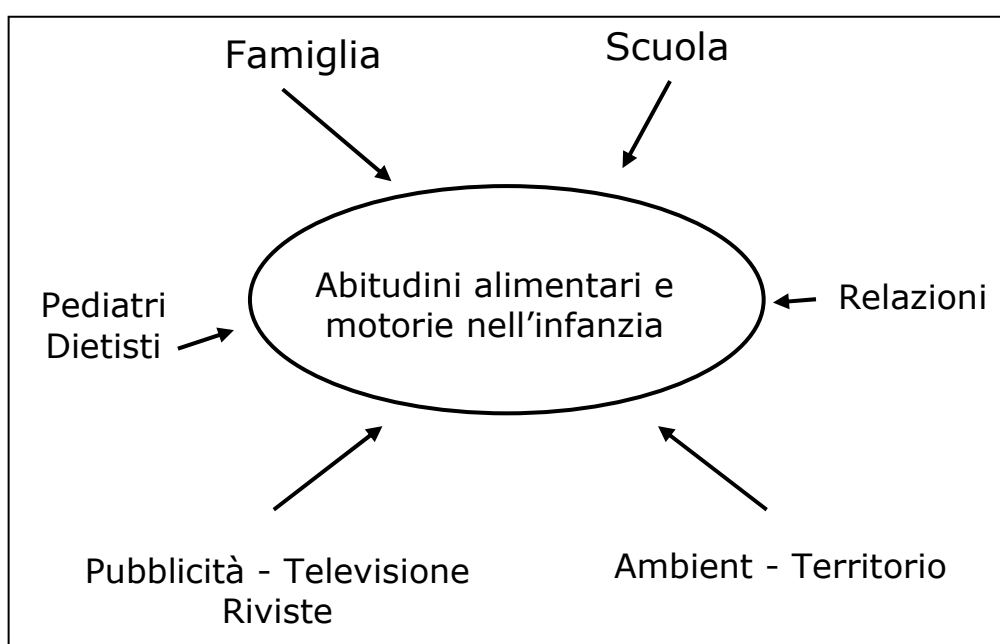 Famiglia
Scuola
Abitudini alimentari e
motorie nell'infanzia
Pediatri
Dietisti
Relazioni
Pubblicità - Televisione
Riviste
Ambient - Territorio